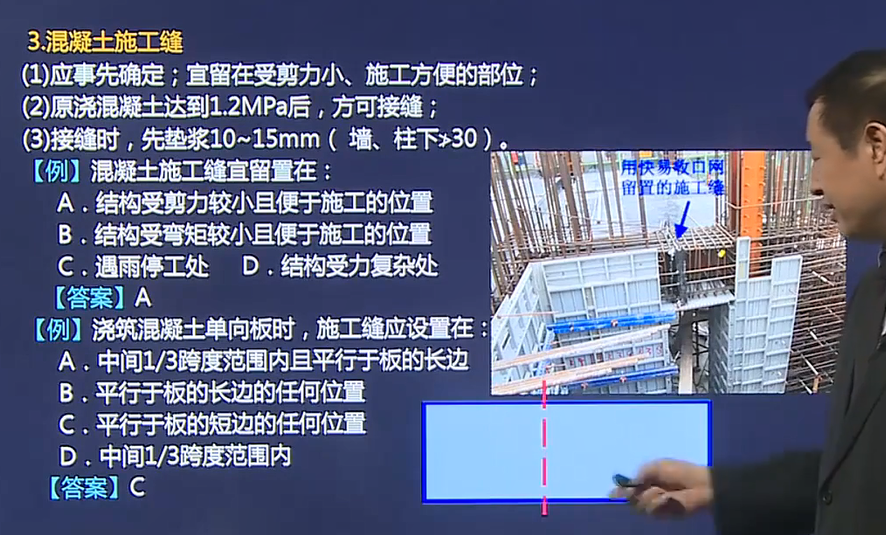 3.混凝土施工缝
(1)应事先确定；宜留在受剪力小、施工方便的部位；
(2)原浇混凝土达到1.2MPa后，方可接缝；
(3)接缝时，先垫浆10~15mm（ 墙、柱下≯30）。
【例】混凝土施工缝宜留置在：
A．结构受剪力较小且便于施工的位置
B．结构受弯矩较小且便于施工的位置
C．遇雨停工处 D．结构受力复杂处
【答案】A
用快易收口网
留置的施工缝
【例】浇筑混凝土单向板时，施工缝应设置在：
A．中间1/3跨度范围内且平行于板的长边
B．平行于板的长边的任何位置
C．平行于板的短边的任何位置
D．中间1/3跨度范围内
【答案】C